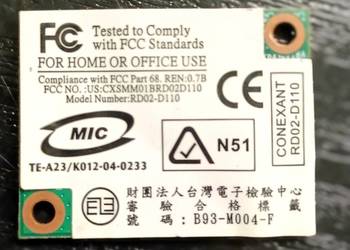 FC Tested to Comply
with FCC Standards
FOR HOME OR OFFICE USE
Compliance with FCC Part 68. REN:0.7B
FCC NO. :US:CXSMM01BRD02D110
Model Number:RD02-D110
CONEXANT
RD02-D110
MIC
N51
TE-A23/K012-04-0233
財團法人台灣電子檢驗中心
審驗合格標籤
號碼:B93-M004-F